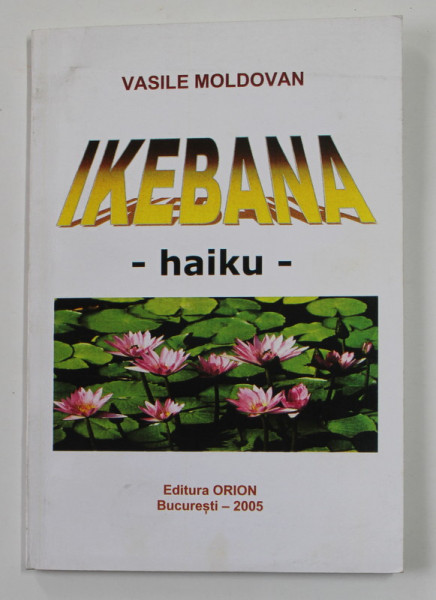 VASILE MOLDOVAN
IKEBANA
- haiku -
Editura ORION
București – 2005